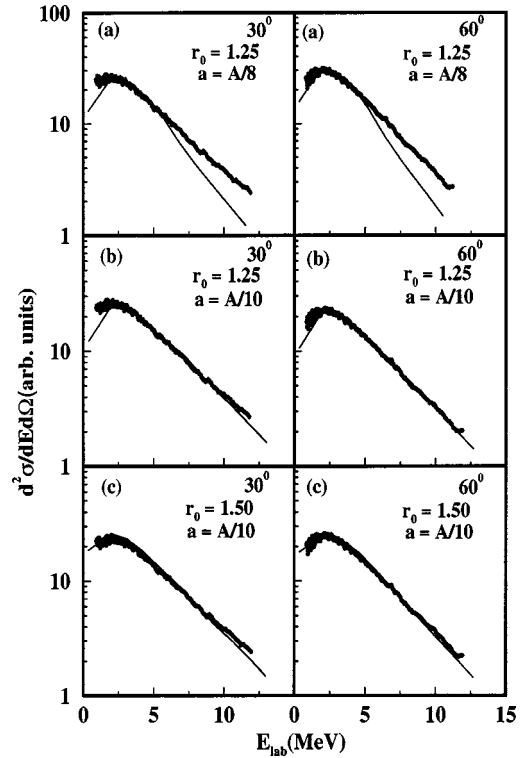 100
(a)
30⁰
r₀ = 1.25
a = A/8
(a)
60⁰
r₀ = 1.25
a = A/8
10
1
(b)
30⁰
r₀ = 1.25
a = A/10
(b)
60⁰
r₀ = 1.25
a = A/10
10
1
(c)
30⁰
r₀ = 1.50
a = A/10
(c)
60⁰
r₀ = 1.50
a = A/10
10
1
d²σ/dEdΩ(arb. units)
0 5 10 0 5 10 15
E_lab(MeV)